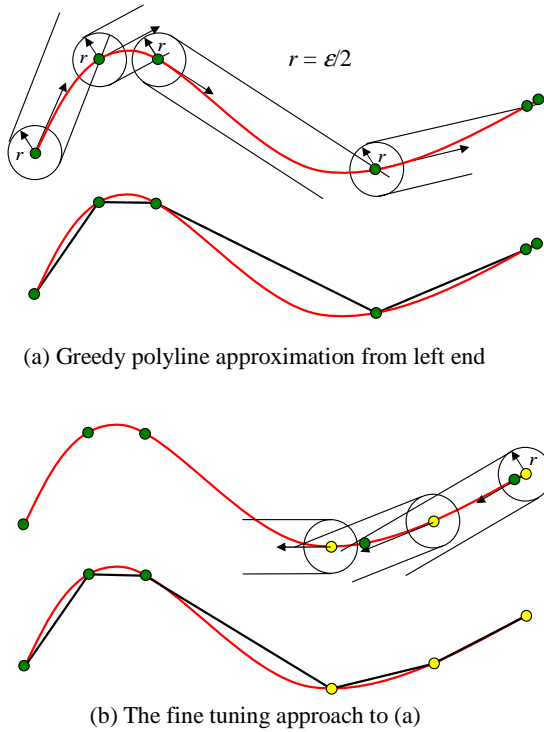 r
r
r = ε/2
r
r
(a) Greedy polyline approximation from left end
r
(b) The fine tuning approach to (a)